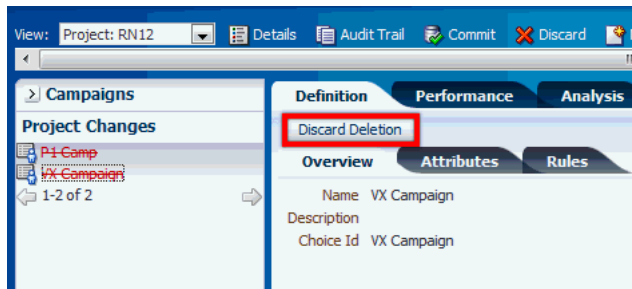 View: Project: RN12 Details Audit Trail Commit Discard
Campaigns
Project Changes
P1 Camp
VX Campaign
1-2 of 2
Definition Performance Analysis
Discard Deletion
Overview Attributes Rules
Name VX Campaign
Description
Choice Id VX Campaign